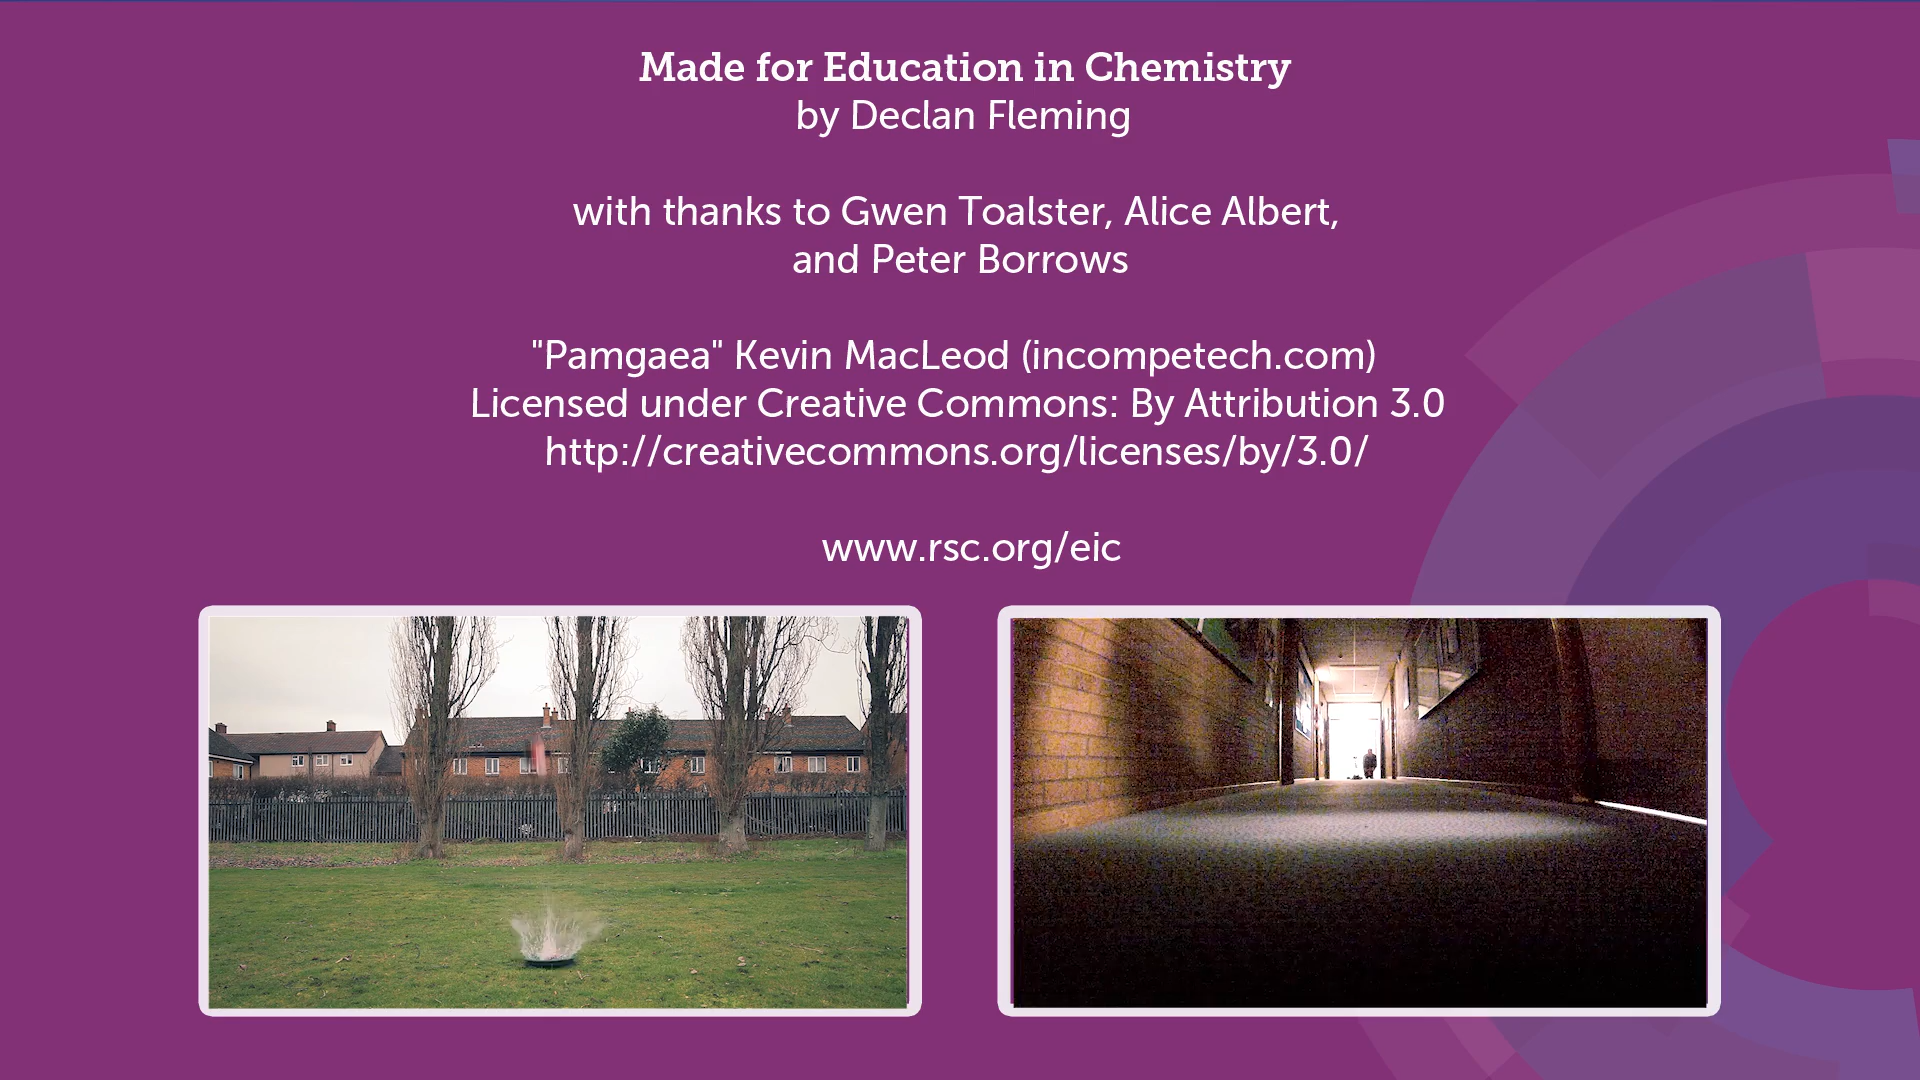 Made for Education in Chemistry
by Declan Fleming
with thanks to Gwen Toalster, Alice Albert,
and Peter Borrows
"Pamgaea" Kevin MacLeod (incompetech.com)
Licensed under Creative Commons: By Attribution 3.0
http://creativecommons.org/licenses/by/3.0/
www.rsc.org/eic